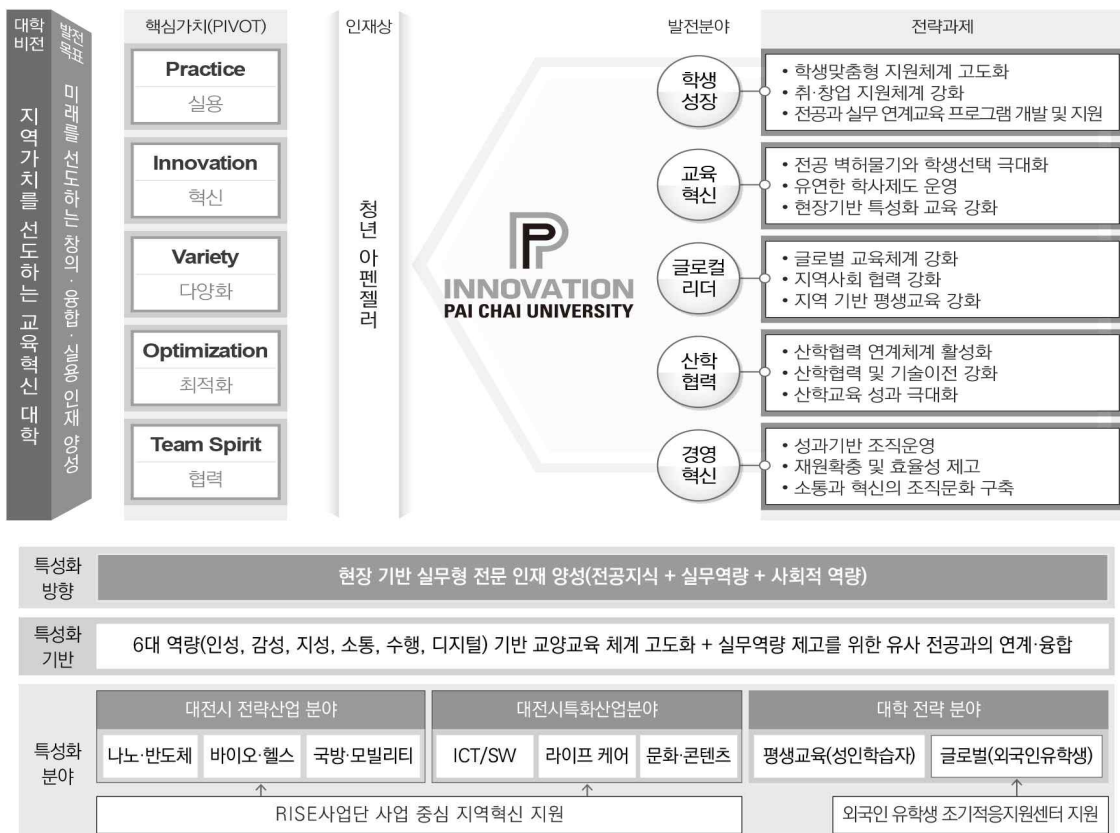 대학
비전
지역가치를 선도하는 교육혁신 대학
발전
목표
미래를 선도하는 창의·융합·실용 인재 양성
핵심가치(PIVOT)
Practice
실용
Innovation
혁신
Variety
다양화
Optimization
최적화
Team Spirit
협력
인재상
청년 아펜젤러
INNOVATION
PAI CHAI UNIVERSITY
발전분야
전략과제
학생
성장
• 학생맞춤형 지원체계 고도화
• 취·창업 지원체계 강화
• 전공과 실무 연계교육 프로그램 개발 및 지원
교육
혁신
• 전공 벽허물기와 학생선택 극대화
• 유연한 학사제도 운영
• 현장기반 특성화 교육 강화
글로컬
리더
• 글로벌 교육체계 강화
• 지역사회 협력 강화
• 지역 기반 평생교육 강화
산학
협력
• 산학협력 연계체계 활성화
• 산학협력 및 기술이전 강화
• 산학교육 성과 극대화
경영
혁신
• 성과기반 조직운영
• 재원확충 및 효율성 제고
• 소통과 혁신의 조직문화 구축
특성화
방향
현장 기반 실무형 전문 인재 양성(전공지식 + 실무역량 + 사회적 역량)
특성화
기반
6대 역량(인성, 감성, 지성, 소통, 수행, 디지털) 기반 교양교육 체계 고도화 + 실무역량 제고를 위한 유사 전공과의 연계·융합
특성화
분야
대전시 전략산업 분야
나노·반도체 바이오·헬스 국방·모빌리티
대전시특화산업분야
ICT/SW 라이프 케어 문화·콘텐츠
대학 전략 분야
평생교육(성인학습자) 글로벌(외국인유학생)
RISE사업단 사업 중심 지역혁신 지원
외국인 유학생 조기적응지원센터 지원